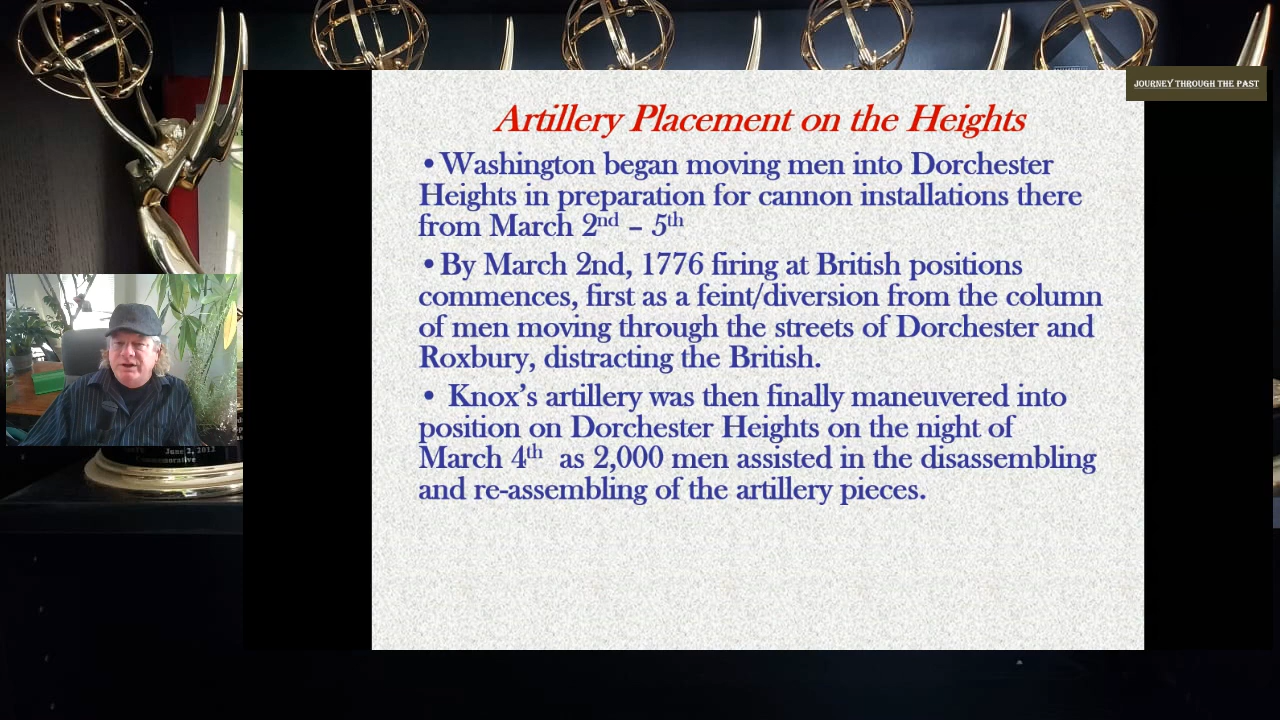 JOURNEY THROUGH THE PAST
Artillery Placement on the Heights
•Washington began moving men into Dorchester
Heights in preparation for cannon installations there
from March 2nd – 5th
•By March 2nd, 1776 firing at British positions
commences, first as a feint/diversion from the column
of men moving through the streets of Dorchester and
Roxbury, distracting the British.
• Knox’s artillery was then finally maneuvered into
position on Dorchester Heights on the night of
March 4th as 2,000 men assisted in the disassembling
and re-assembling of the artillery pieces.
June 2, 2012
Commemorative